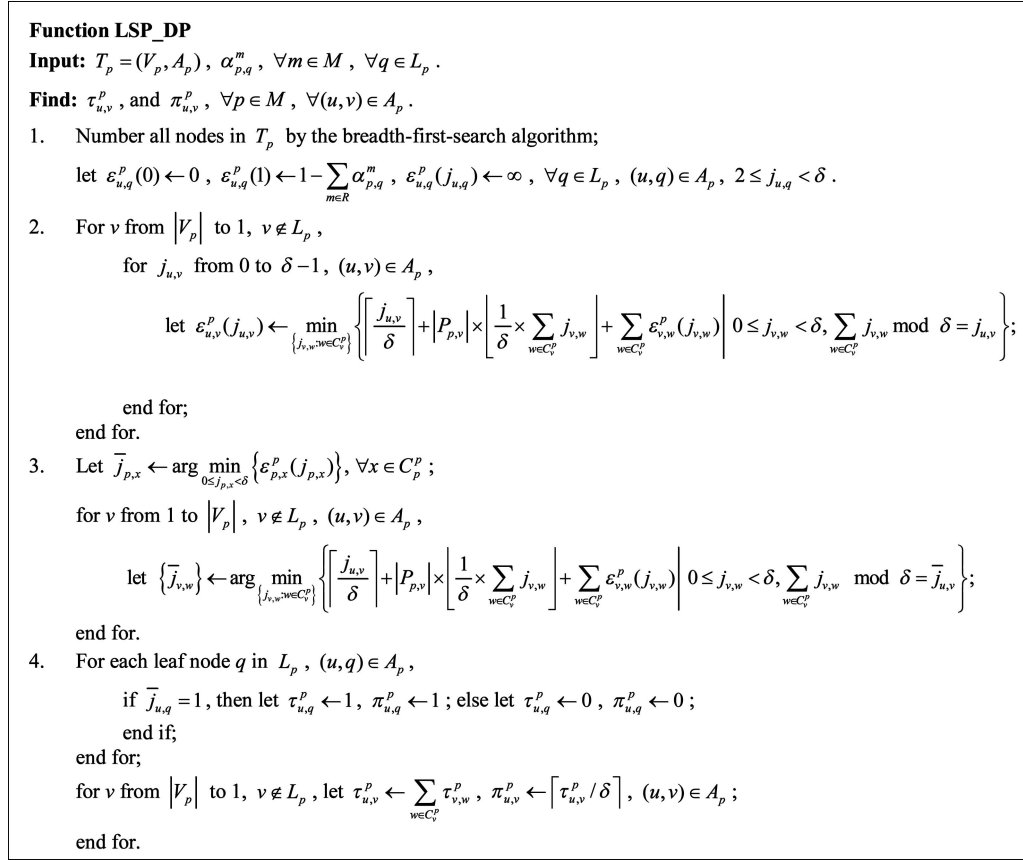 Function LSP_DP
Input: T_p = (V_p, A_p), α^m_{p,q}, ∀m ∈ M, ∀q ∈ L_p.
Find: τ^p_{u,v}, and π^p_{u,v}, ∀p ∈ M, ∀(u,v) ∈ A_p.
1. Number all nodes in T_p by the breadth-first-search algorithm;
let ε^p_{u,q}(0) ← 0, ε^p_{u,q}(1) ← 1 − ∑_{m∈R} α^m_{p,q}, ε^p_{u,q}(j_{u,q}) ← ∞, ∀q ∈ L_p, (u,q) ∈ A_p, 2 ≤ j_{u,q} < δ.
2. For v from |V_p| to 1, v ∉ L_p,
for j_{u,v} from 0 to δ − 1, (u,v) ∈ A_p,
let ε^p_{u,v}(j_{u,v}) ← min_{{j_{v,w}:w∈C^p_v}} {⌈j_{u,v}/δ⌉ + |P_{p,v}| × ⌊1/δ × ∑_{w∈C^p_v} j_{v,w}⌋ + ∑_{w∈C^p_v} ε^p_{v,w}(j_{v,w}) | 0 ≤ j_{v,w} < δ, ∑_{w∈C^p_v} j_{v,w} mod δ = j_{u,v}};
end for;
end for.
3. Let j̅_{p,x} ← arg min_{0≤j_{p,x}<δ} {ε^p_{p,x}(j_{p,x})}, ∀x ∈ C^p_p;
for v from 1 to |V_p|, v ∉ L_p, (u,v) ∈ A_p,
let {j̅_{v,w}} ← arg min_{{j_{v,w}:w∈C^p_v}} {⌈j_{u,v}/δ⌉ + |P_{p,v}| × ⌊1/δ × ∑_{w∈C^p_v} j_{v,w}⌋ + ∑_{w∈C^p_v} ε^p_{v,w}(j_{v,w}) | 0 ≤ j_{v,w} < δ, ∑_{w∈C^p_v} j_{v,w} mod δ = j̅_{u,v}};
end for.
4. For each leaf node q in L_p, (u,q) ∈ A_p,
if j̅_{u,q} = 1, then let τ^p_{u,q} ← 1, π^p_{u,q} ← 1; else let τ^p_{u,q} ← 0, π^p_{u,q} ← 0;
end if;
end for;
for v from |V_p| to 1, v ∉ L_p, let τ^p_{u,v} ← ∑_{w∈C^p_v} τ^p_{v,w}, π^p_{u,v} ← ⌈τ^p_{u,v}/δ⌉, (u,v) ∈ A_p;
end for.